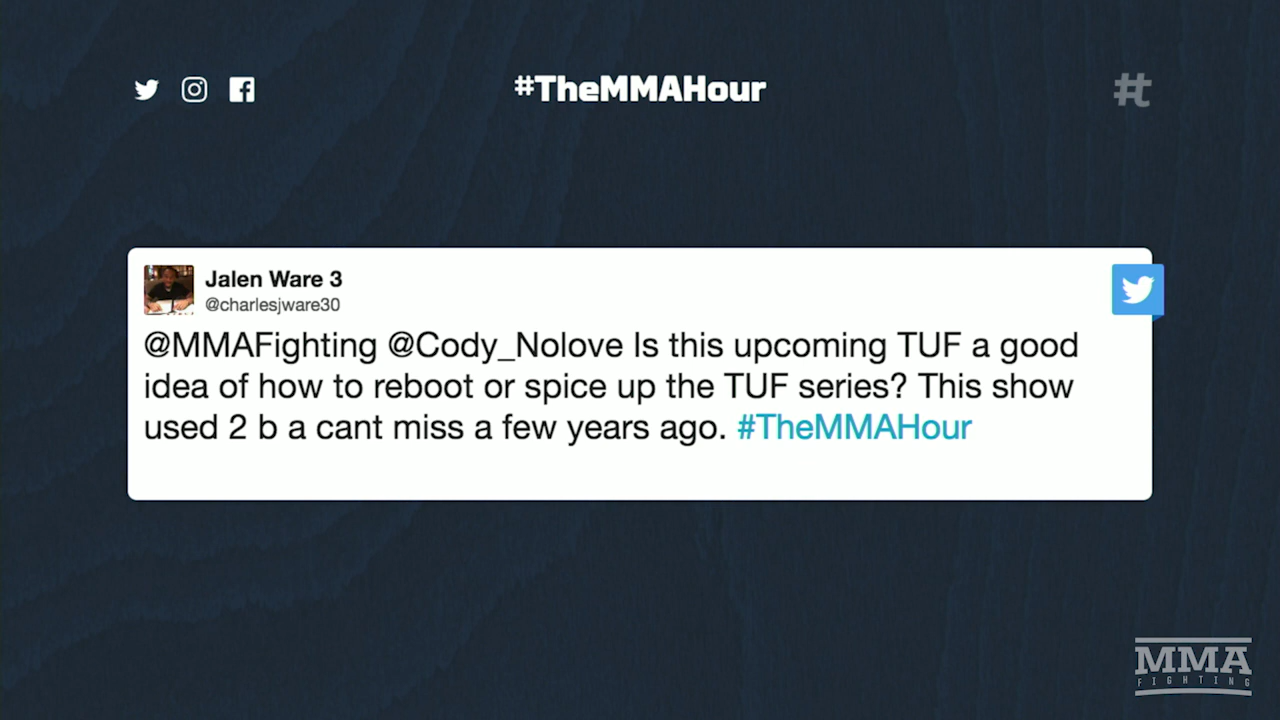 #TheMMAHour
Jalen Ware 3
@charlesjware30
@MMAFighting @Cody_Nolove Is this upcoming TUF a good
idea of how to reboot or spice up the TUF series? This show
used 2 b a cant miss a few years ago. #TheMMAHour
MMA
FIGHTING